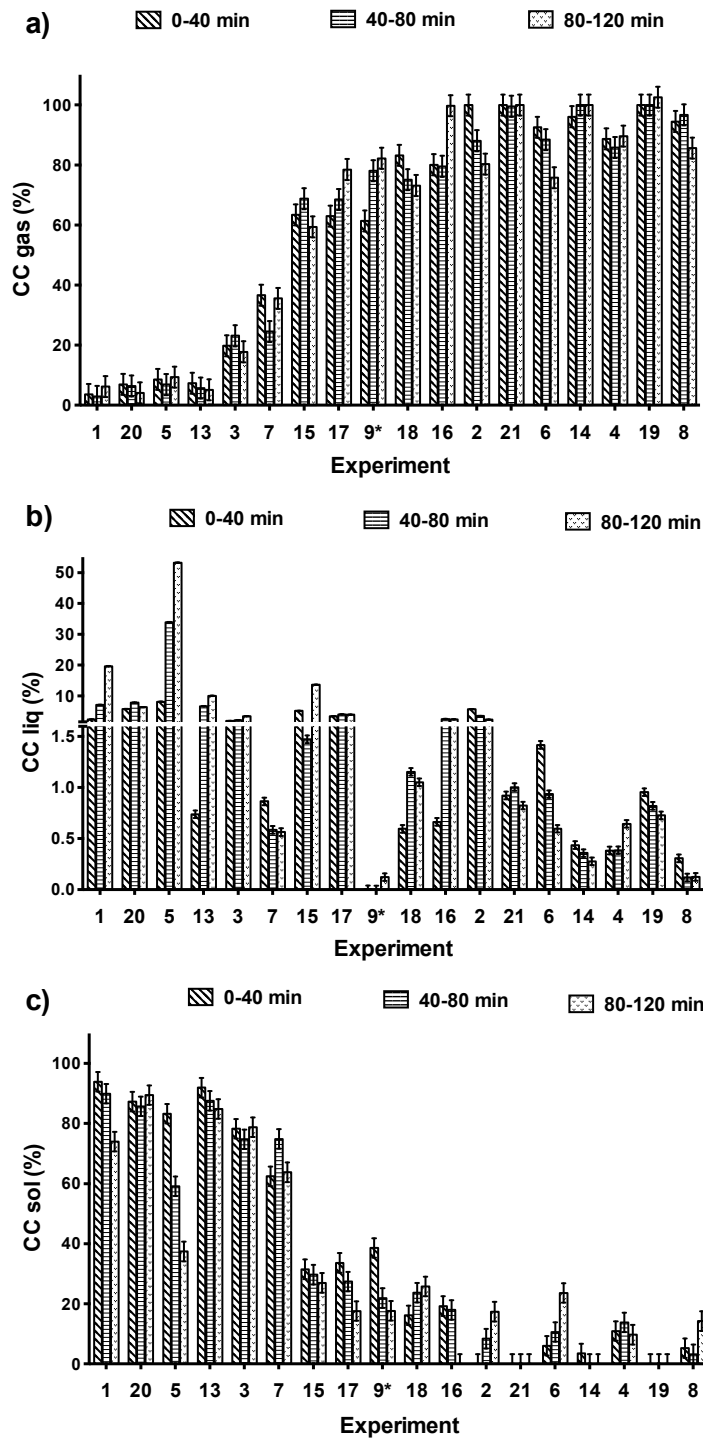 a)
0-40 min 40-80 min 80-120 min
100
80
60
40
20
0
CC gas (%)
1 20 5 13 3 7 15 17 9* 18 16 2 21 6 14 4 19 8
Experiment
b)
0-40 min 40-80 min 80-120 min
50
40
30
20
10
1.5
1.0
0.5
0.0
CC liq (%)
1 20 5 13 3 7 15 17 9* 18 16 2 21 6 14 4 19 8
Experiment
c)
0-40 min 40-80 min 80-120 min
100
80
60
40
20
0
CC sol (%)
1 20 5 13 3 7 15 17 9* 18 16 2 21 6 14 4 19 8
Experiment